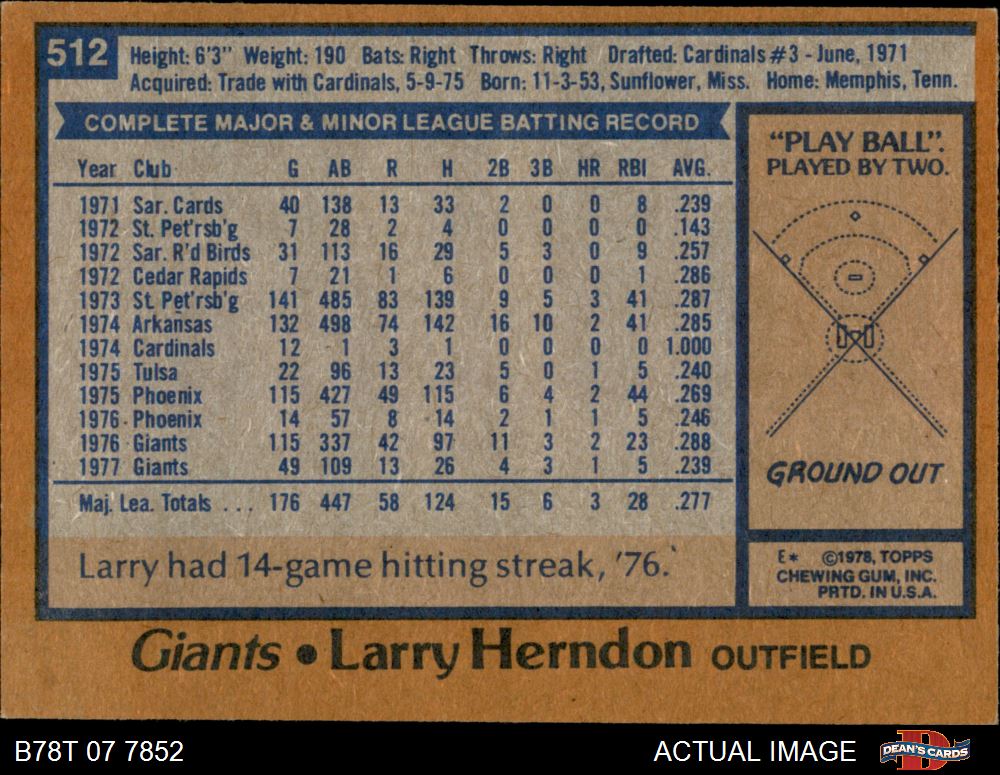 512
Height: 6'3" Weight: 190 Bats: Right Throws: Right Drafted: Cardinals #3 - June, 1971
Acquired: Trade with Cardinals, 5-9-75 Born: 11-3-53, Sunflower, Miss. Home: Memphis, Tenn.
COMPLETE MAJOR & MINOR LEAGUE BATTING RECORD
Year Club G AB R H 2B 3B HR RBI AVG.
1971 Sar. Cards 40 138 13 33 2 0 0 8 .239
1972 St. Pet'rsb'g 7 28 2 4 0 0 0 0 .143
1972 Sar. R'd Birds 31 113 16 29 5 3 0 9 .257
1972 Cedar Rapids 7 21 1 6 0 0 0 1 .286
1973 St. Pet'rsb'g 141 485 83 139 9 5 3 41 .287
1974 Arkansas 132 498 74 142 16 10 2 41 .285
1974 Cardinals 12 1 3 1 0 0 0 0 1.000
1975 Tulsa 22 96 13 23 5 0 1 5 .240
1975 Phoenix 115 427 49 115 6 4 2 44 .269
1976 Phoenix 14 57 8 14 2 1 1 5 .246
1976 Giants 115 337 42 97 11 3 2 23 .288
1977 Giants 49 109 13 26 4 3 1 5 .239
Maj. Lea. Totals ... 176 447 58 124 15 6 3 28 .277
Larry had 14-game hitting streak, '76.
"PLAY BALL".
PLAYED BY TWO.
GROUND OUT
E* ©1978, TOPPS
CHEWING GUM, INC.
PRTD. IN U.S.A.
Giants • Larry Herndon OUTFIELD
B78T 07 7852
ACTUAL IMAGE
D
DEAN'S CARDS